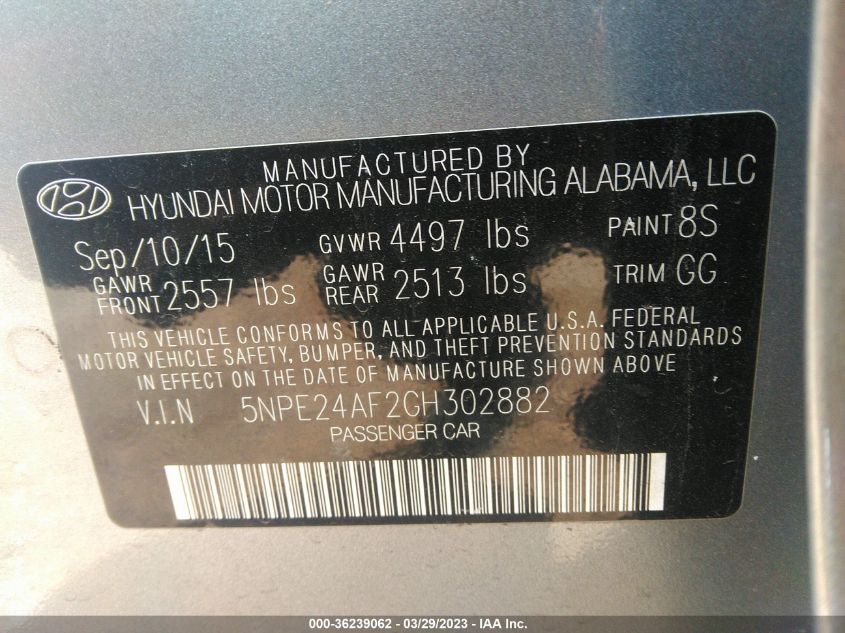 MANUFACTURED BY
HYUNDAI MOTOR MANUFACTURING ALABAMA, LLC
Sep/10/15 GVWR 4497 lbs PAINT 8S
GAWR FRONT 2557 lbs GAWR REAR 2513 lbs TRIM GG
THIS VEHICLE CONFORMS TO ALL APPLICABLE U.S.A. FEDERAL
MOTOR VEHICLE SAFETY, BUMPER, AND THEFT PREVENTION STANDARDS
IN EFFECT ON THE DATE OF MANUFACTURE SHOWN ABOVE
V.I.N 5NPE24AF2GH302882
PASSENGER CAR
000-36239062 - 03/29/2023 - IAA Inc.